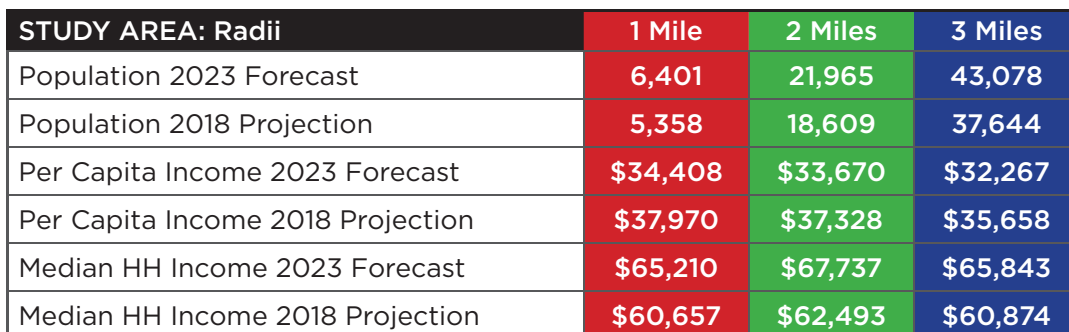 STUDY AREA: Radii 1 Mile 2 Miles 3 Miles
Population 2023 Forecast 6,401 21,965 43,078
Population 2018 Projection 5,358 18,609 37,644
Per Capita Income 2023 Forecast $34,408 $33,670 $32,267
Per Capita Income 2018 Projection $37,970 $37,328 $35,658
Median HH Income 2023 Forecast $65,210 $67,737 $65,843
Median HH Income 2018 Projection $60,657 $62,493 $60,874